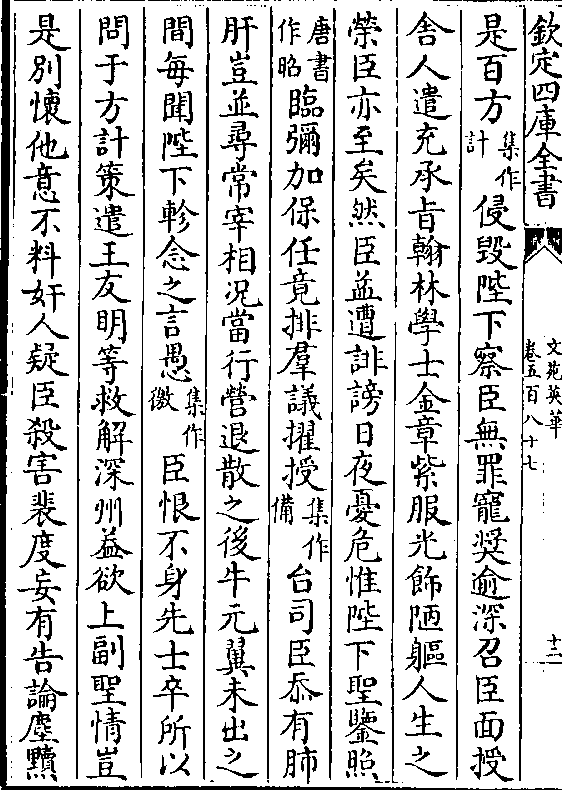 欽定四庫全書
文苑英華
卷五百八十七
十二
是百方集作計侵毀陛下察臣無罪寵奨逾深召臣面授
舎人遣充承㫖翰林學士金章紫服光飾陋軀人生之
榮臣亦至矣然臣益遭誹謗日夜憂危惟陛下聖鑒照
唐書作昭臨彌加保任竟排羣議擢授集作備台司臣忝有肺
肝豈並尋常宰相况當行營退散之後牛元翼未出之
間每聞陛下軫念之言愚集作徼臣恨不身先士卒所以
問于方計策遣王友明等救解深州益欲上副聖情豈
是別懷他意不料奸人疑臣殺害裴度妄有告論塵黷